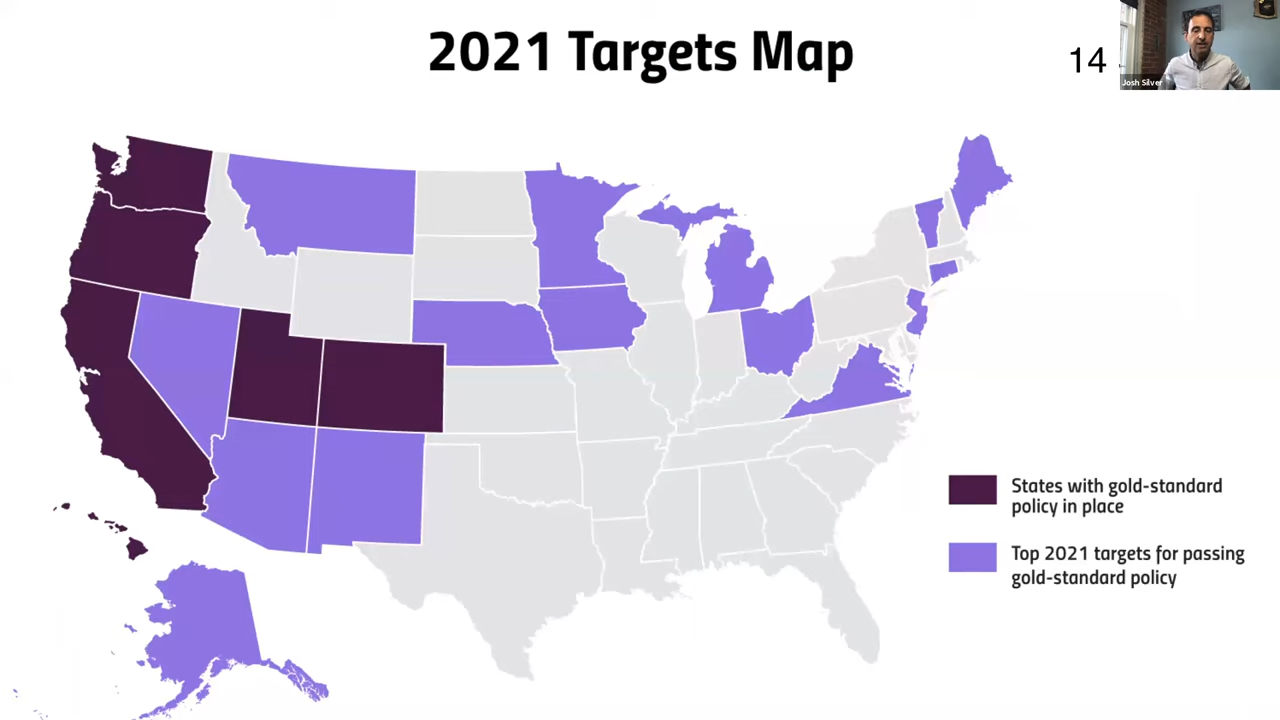 2021 Targets Map
14
Josh Silver
States with gold-standard
policy in place
Top 2021 targets for passing
gold-standard policy